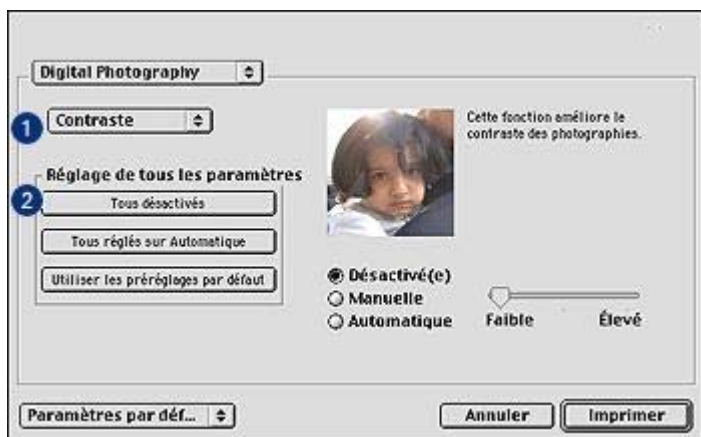 Digital Photography
1
Contraste
Cette fonction améliore le
contraste des photographies.
Réglage de tous les paramètres
2
Tous désactivés
Tous réglés sur Automatique
Utiliser les préréglages par défaut
Désactivé(e)
Manuelle
Automatique
Faible
Élevé
Paramètres par déf...
Annuler
Imprimer